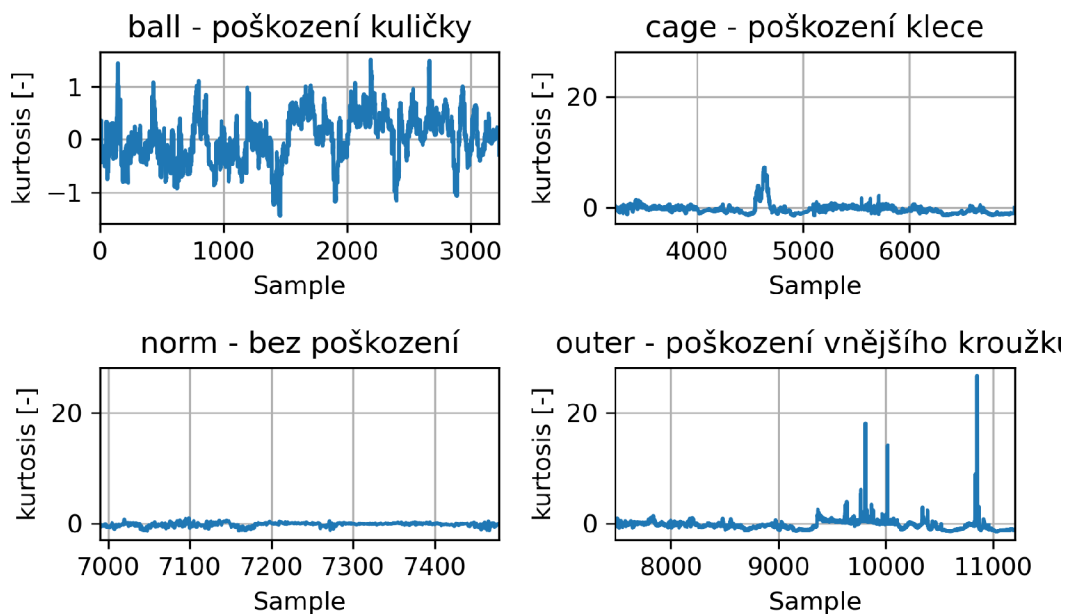 ball - poškození kuličky
cage - poškození klece
kurtosis [-]
1
0
−1
0
1000
2000
3000
Sample
kurtosis [-]
20
0
4000
5000
6000
Sample
norm - bez poškození
outer - poškození vnějšího kroužku
kurtosis [-]
20
0
7000
7100
7200
7300
7400
Sample
kurtosis [-]
20
0
8000
9000
10000
11000
Sample